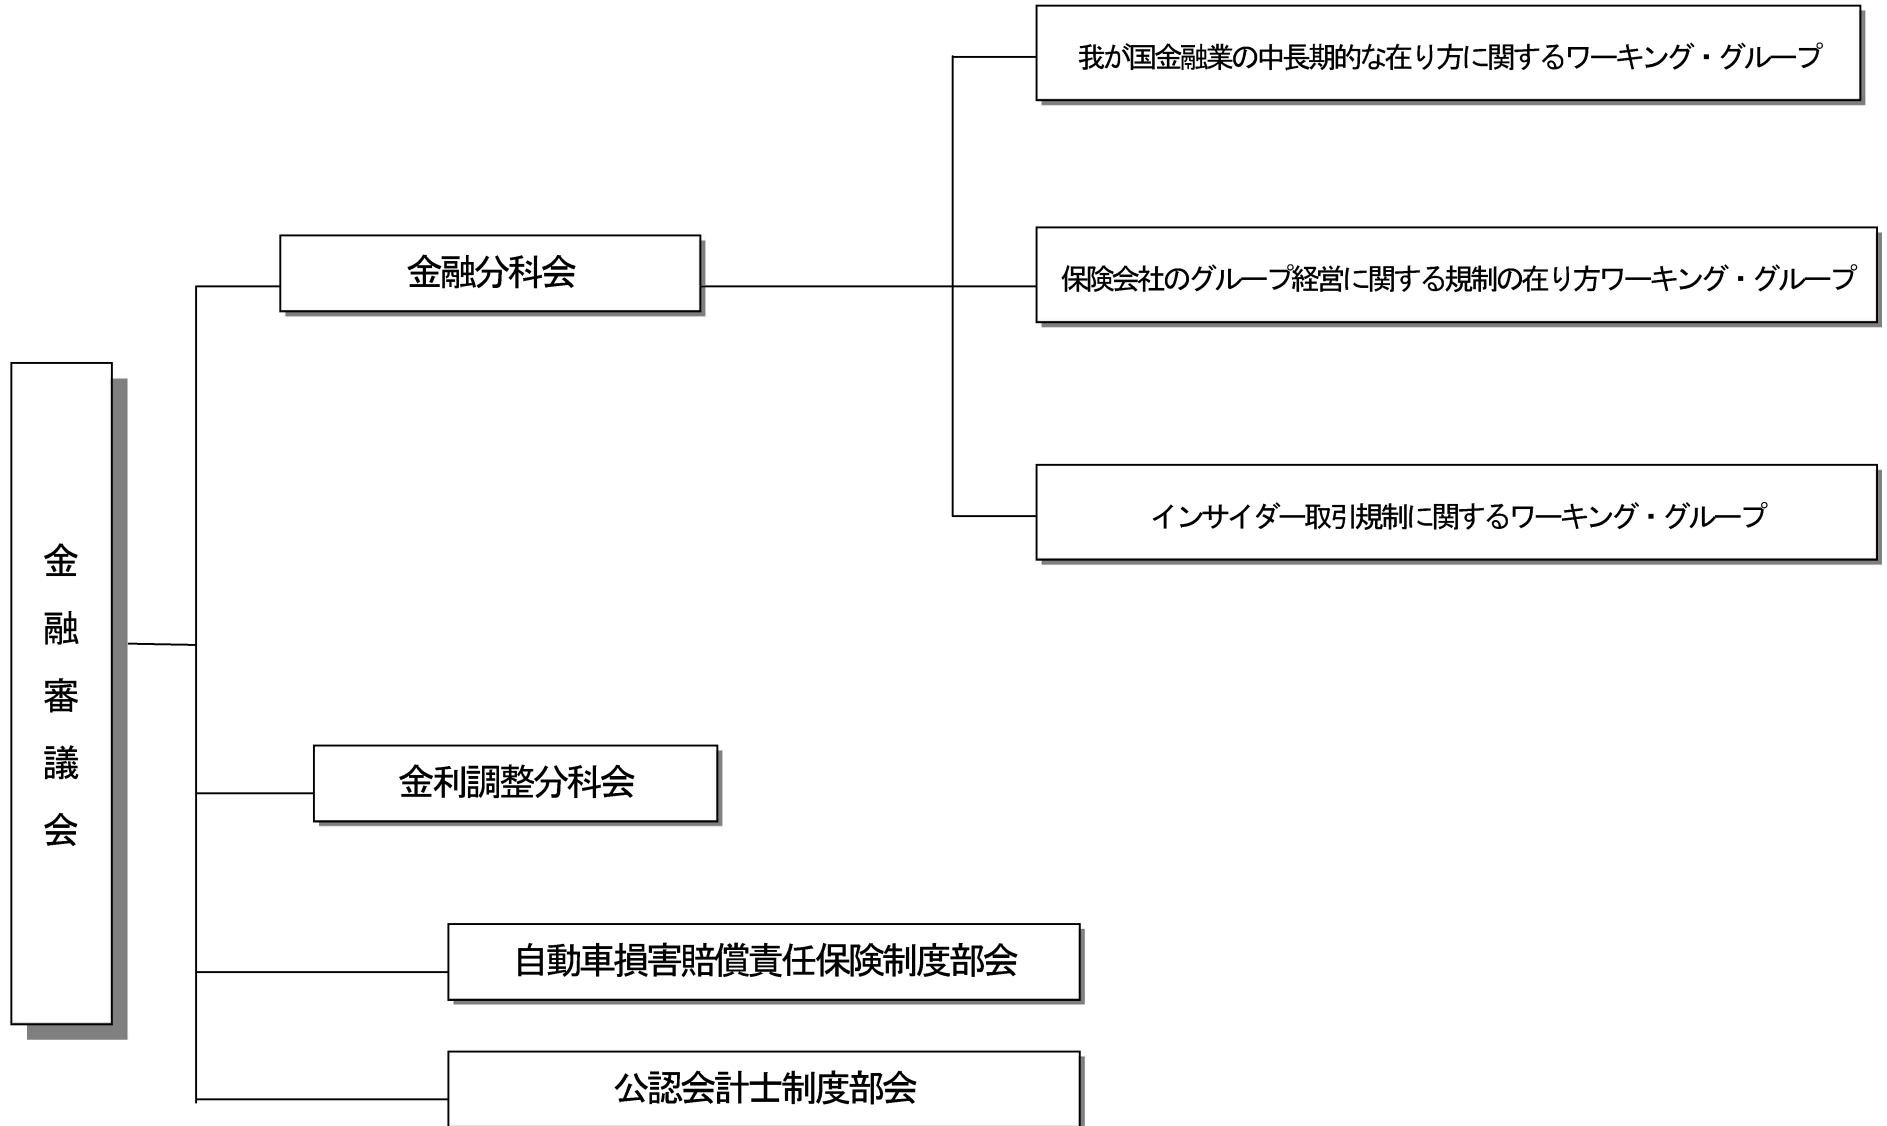 我が国金融業の中長期的な在り方に関するワーキング・グループ
金融分科会
保険会社のグループ経営に関する規制の在り方ワーキング・グループ
インサイダー取引規制に関するワーキング・グループ
金融審議会
金利調整分科会
自動車損害賠償責任保険制度部会
公認会計士制度部会